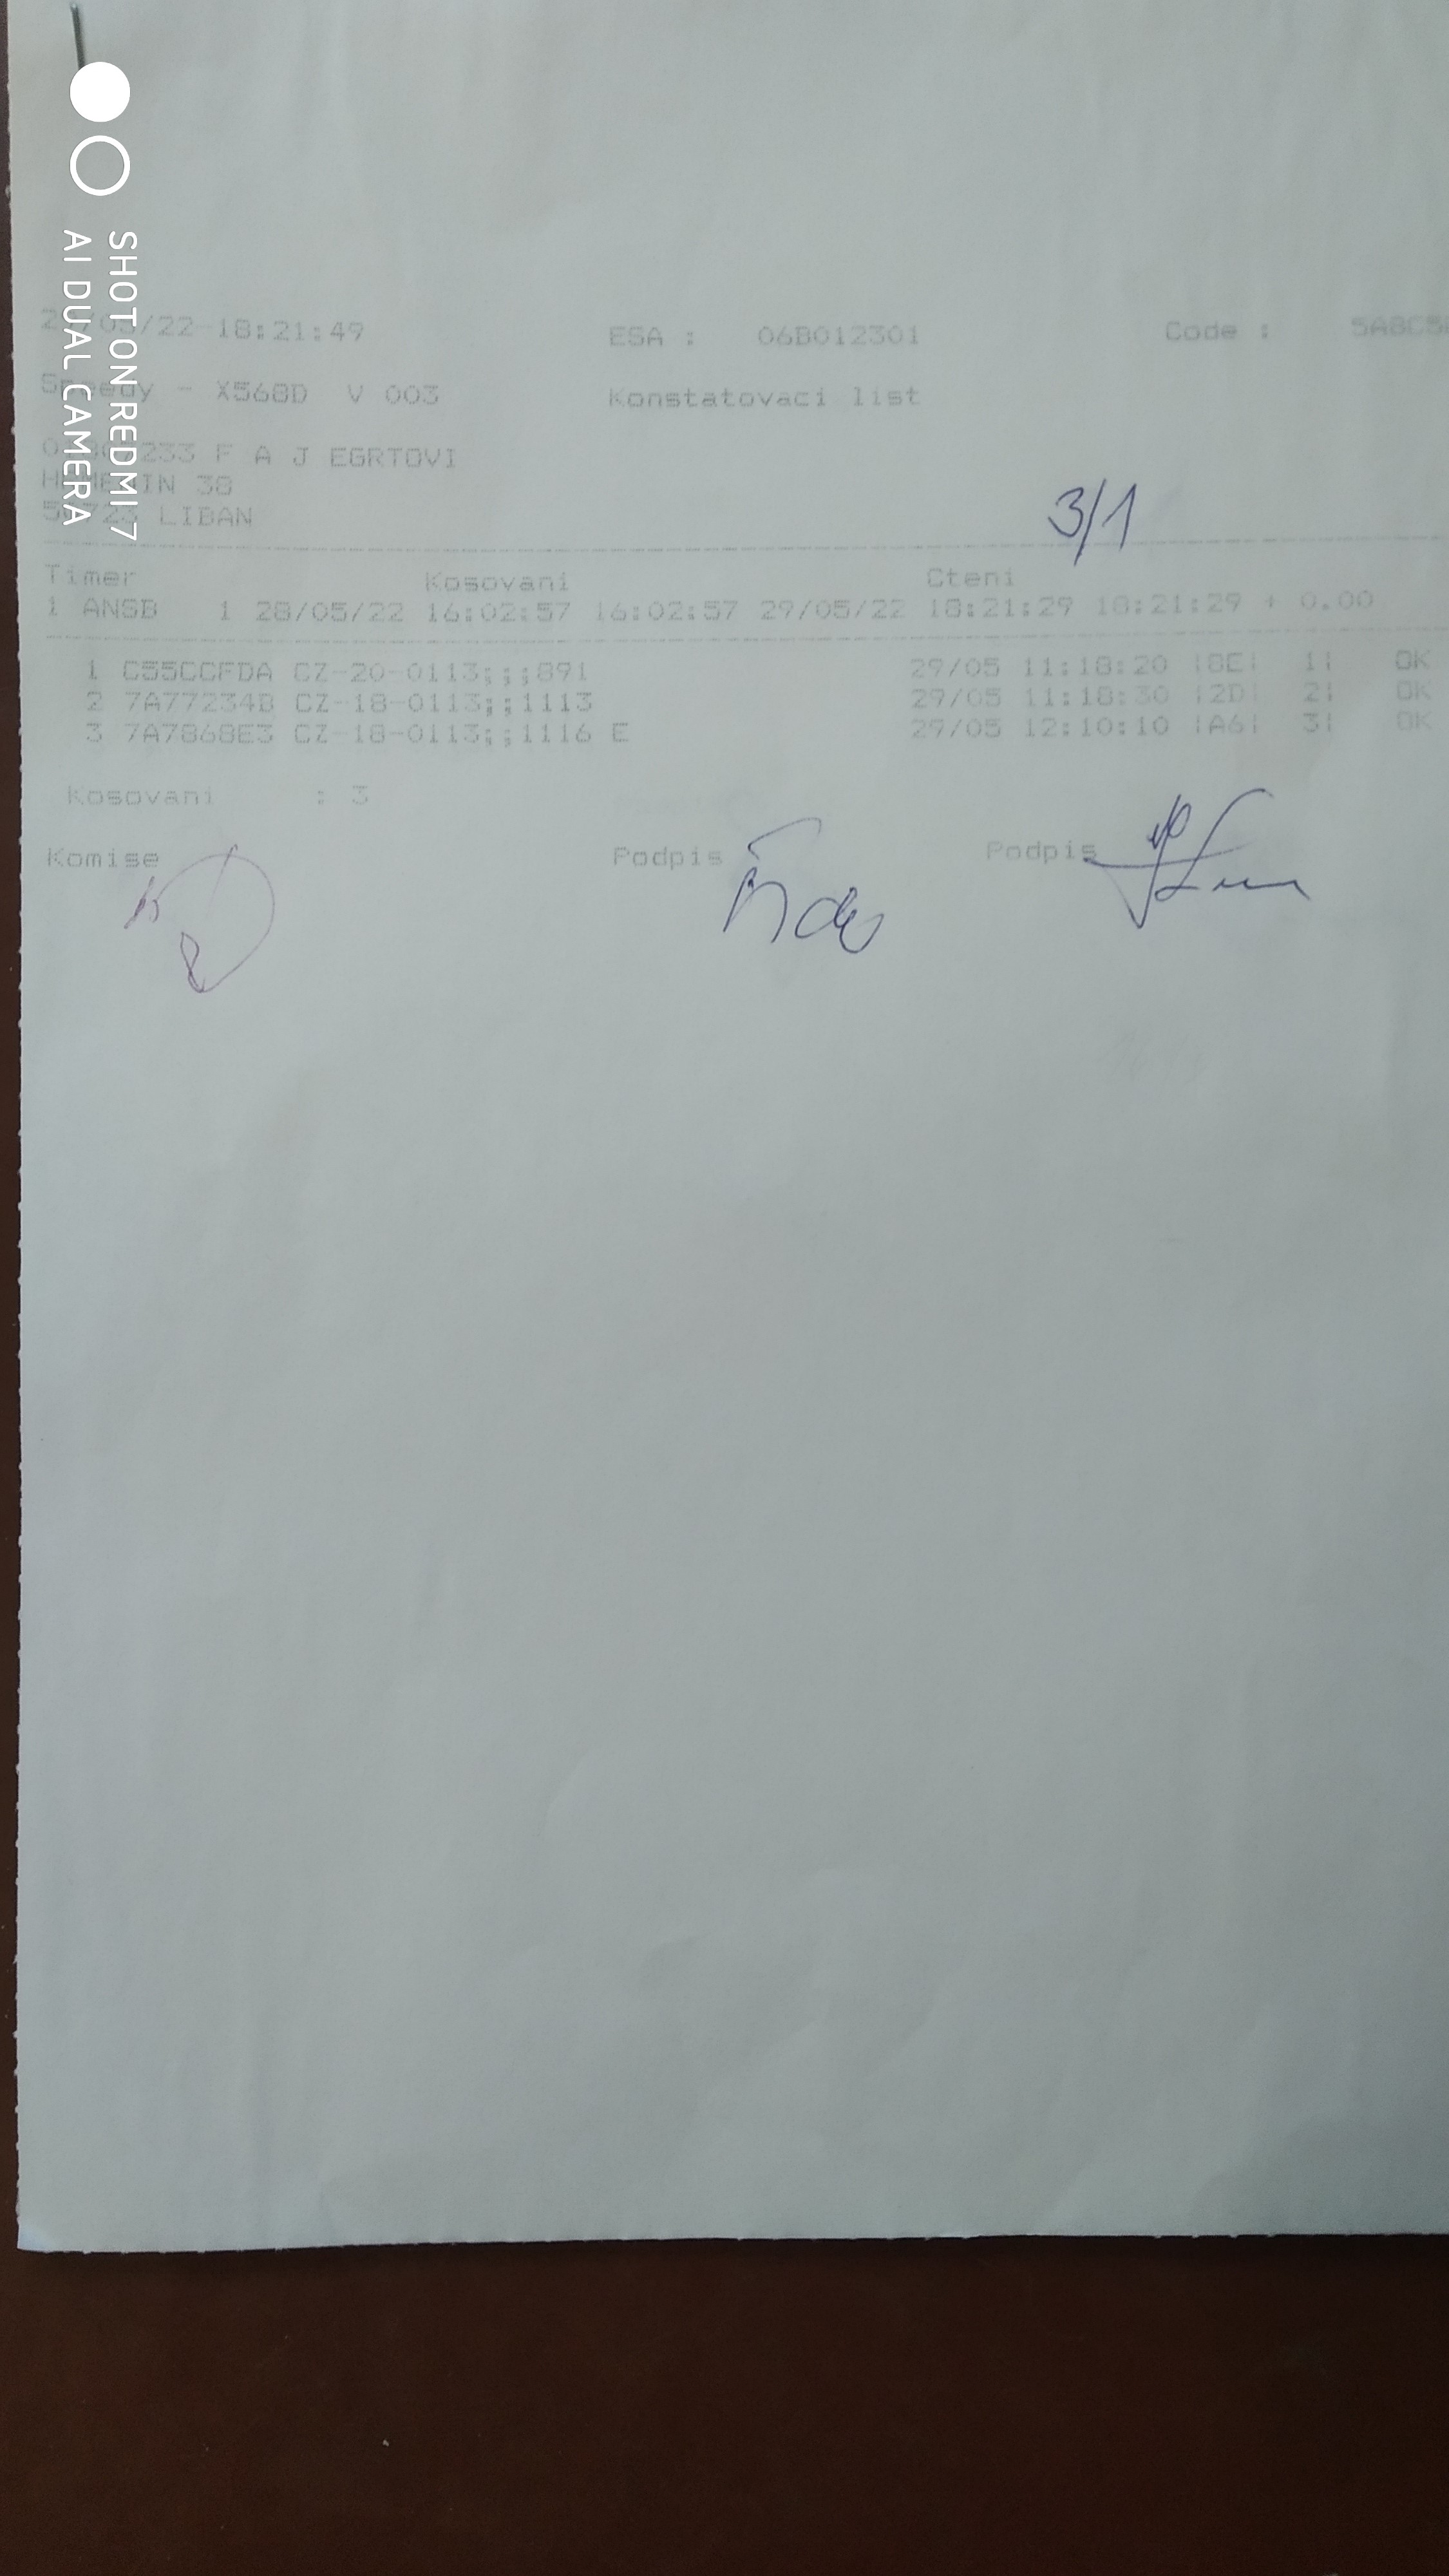 /22 18:21:49 ESA : 06B012301 Code :
- X568D V 003 Konstatovaci list
F A J EGRTOVI
38
LIBAN
3/1
Timer Kosovani Cteni
1 ANSB 1 28/05/22 16:02:57 16:02:57 29/05/22 18:21:29 18:21:29 + 0.00
1 C55CCFDA CZ-20-0113;;;891 29/05 11:18:20 |8E| 1| OK
2 7A77234B CZ-18-0113;;1113 29/05 11:18:30 |2D| 2| OK
3 7A7868E3 CZ-18-0113;;1116 E 29/05 12:10:10 |A6| 3| OK
Kosovani : 3
Komise Podpis Podpis
SHOT ON REDMI 7
AI DUAL CAMERA